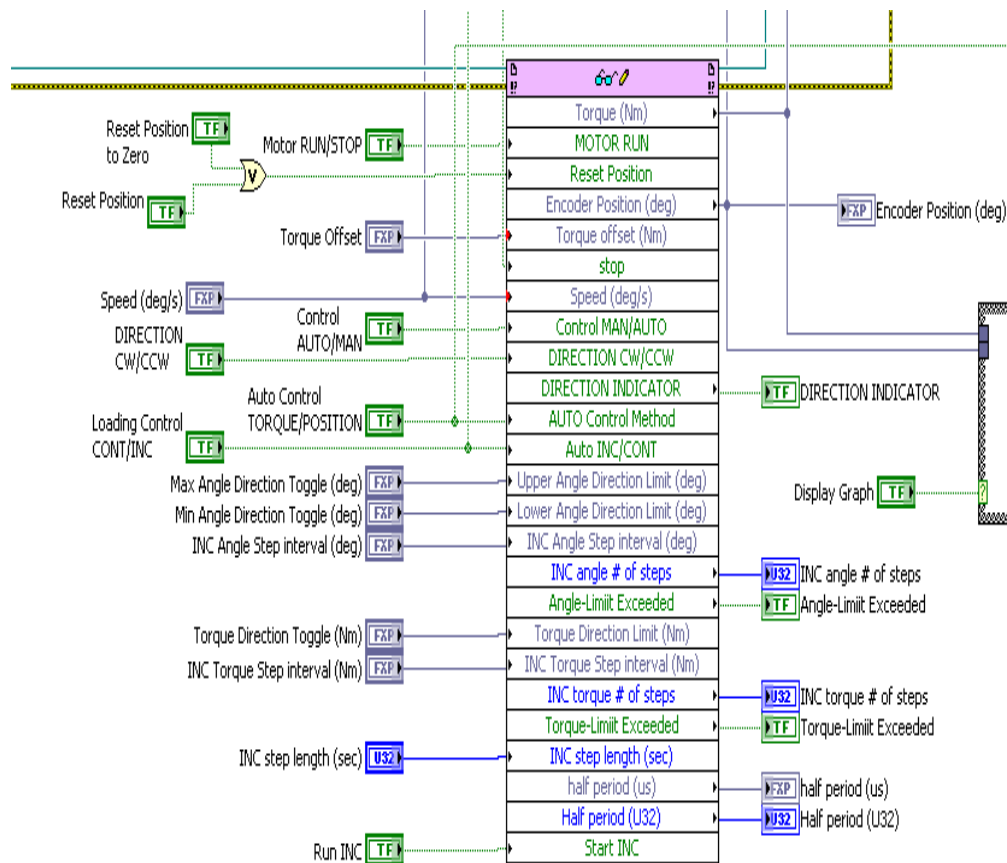 Torque (Nm)
Reset Position
to Zero
TF
Motor RUN/STOP
TF
MOTOR RUN
V
Reset Position
Reset Position
TF
Encoder Position (deg)
FXP
Encoder Position (deg)
Torque Offset
FXP
Torque offset (Nm)
stop
Speed (deg/s)
FXP
Speed (deg/s)
Control
AUTO/MAN
TF
Control MAN/AUTO
DIRECTION
CW/CCW
TF
DIRECTION CW/CCW
DIRECTION INDICATOR
TF
DIRECTION INDICATOR
Auto Control
TORQUE/POSITION
TF
AUTO Control Method
Loading Control
CONT/INC
TF
Auto INC/CONT
Max Angle Direction Toggle (deg)
FXP
Upper Angle Direction Limit (deg)
Display Graph
TF
?
Min Angle Direction Toggle (deg)
FXP
Lower Angle Direction Limit (deg)
INC Angle Step interval (deg)
FXP
INC Angle Step interval (deg)
INC angle # of steps
U32
INC angle # of steps
Angle-Limiit Exceeded
TF
Angle-Limiit Exceeded
Torque Direction Toggle (Nm)
FXP
Torque Direction Limit (Nm)
INC Torque Step interval (Nm)
FXP
INC Torque Step interval (Nm)
INC torque # of steps
U32
INC torque # of steps
Torque-Limiit Exceeded
TF
Torque-Limiit Exceeded
INC step length (sec)
U32
INC step length (sec)
half period (us)
FXP
half period (us)
Half period (U32)
U32
Half period (U32)
Run INC
TF
Start INC